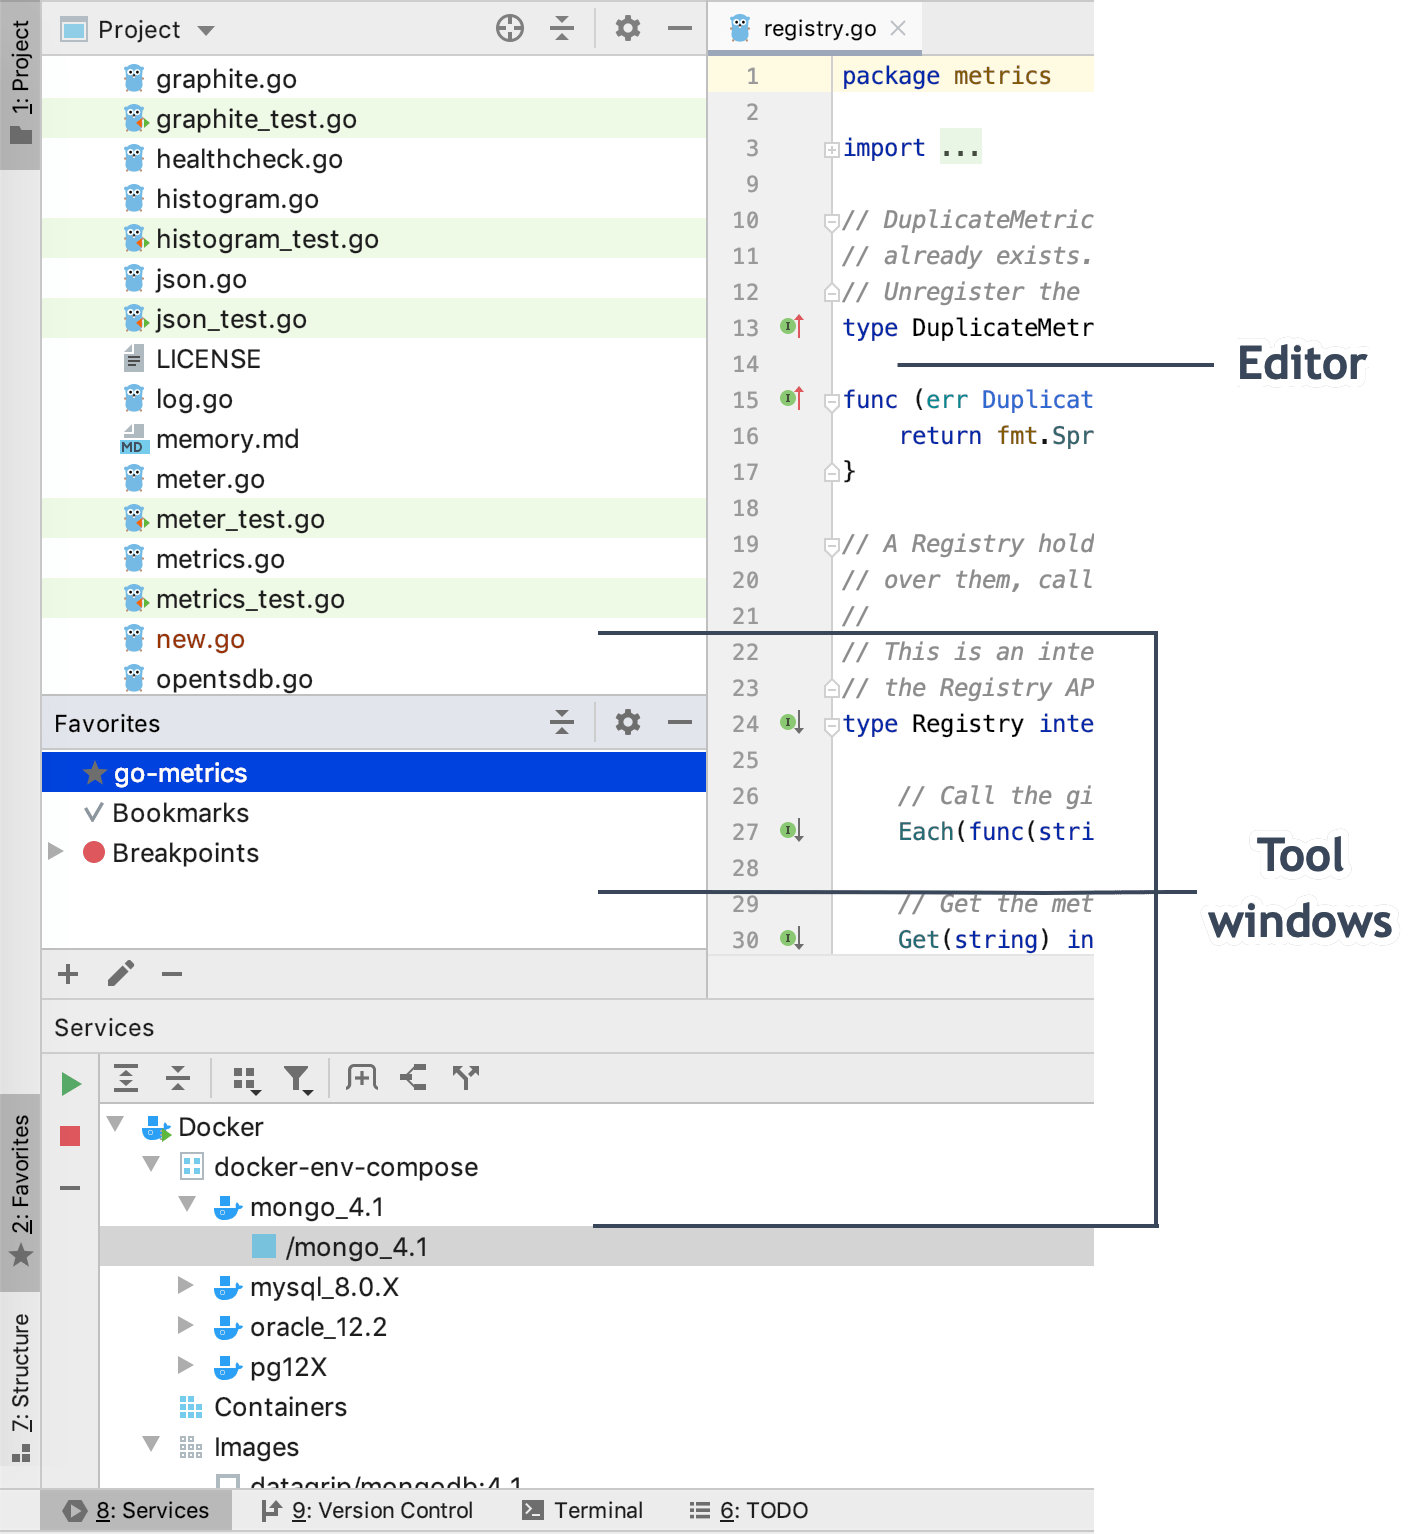 1: Project
Project
graphite.go
graphite_test.go
healthcheck.go
histogram.go
histogram_test.go
json.go
json_test.go
LICENSE
log.go
MD memory.md
meter.go
meter_test.go
metrics.go
metrics_test.go
new.go
opentsdb.go
Favorites
go-metrics
Bookmarks
Breakpoints
registry.go
1 package metrics
2
3 import ...
9
10 // DuplicateMetric
11 // already exists.
12 // Unregister the
13 type DuplicateMetr
14
15 func (err Duplicat
16 return fmt.Spr
17 }
18
19 // A Registry hold
20 // over them, call
21 //
22 // This is an inte
23 // the Registry AP
24 type Registry inte
25
26 // Call the gi
27 Each(func(stri
28
29 // Get the met
30 Get(string) in
Editor
Tool
windows
Services
2: Favorites
7: Structure
Docker
docker-env-compose
mongo_4.1
/mongo_4.1
mysql_8.0.X
oracle_12.2
pg12X
Containers
Images
datagrip/mongodb:4.1
8: Services
9: Version Control
Terminal
6: TODO